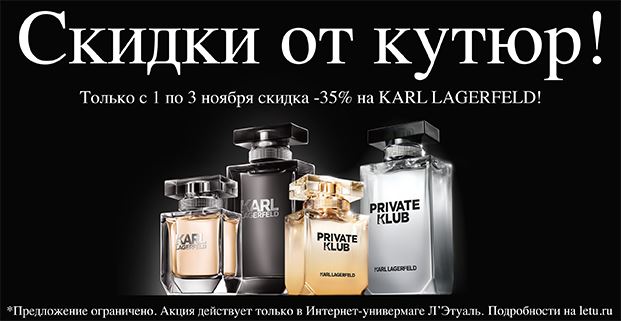 Скидки от кутюр!
Только с 1 по 3 ноября скидка -35% на KARL LAGERFELD!
KARL
LAGERFELD
KARL
LAGERFELD
PRIVATE
KLUB
KARL LAGERFELD
PRIVATE
KLUB
KARL LAGERFELD
*Предложение ограничено. Акция действует только в Интернет-универмаге Л’Этуаль. Подробности на letu.ru